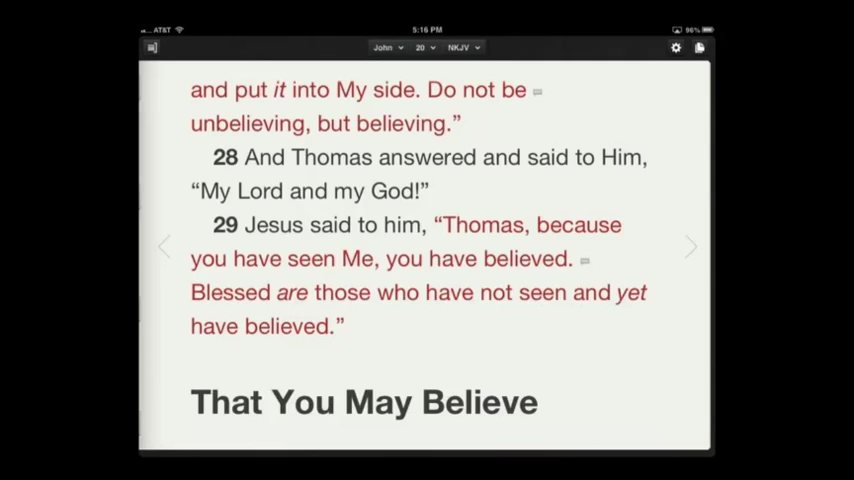 AT&T 5:16 PM 96%
John 20 NKJV
and put it into My side. Do not be
unbelieving, but believing.”
28 And Thomas answered and said to Him,
“My Lord and my God!”
29 Jesus said to him, “Thomas, because
you have seen Me, you have believed.
Blessed are those who have not seen and yet
have believed.”
That You May Believe